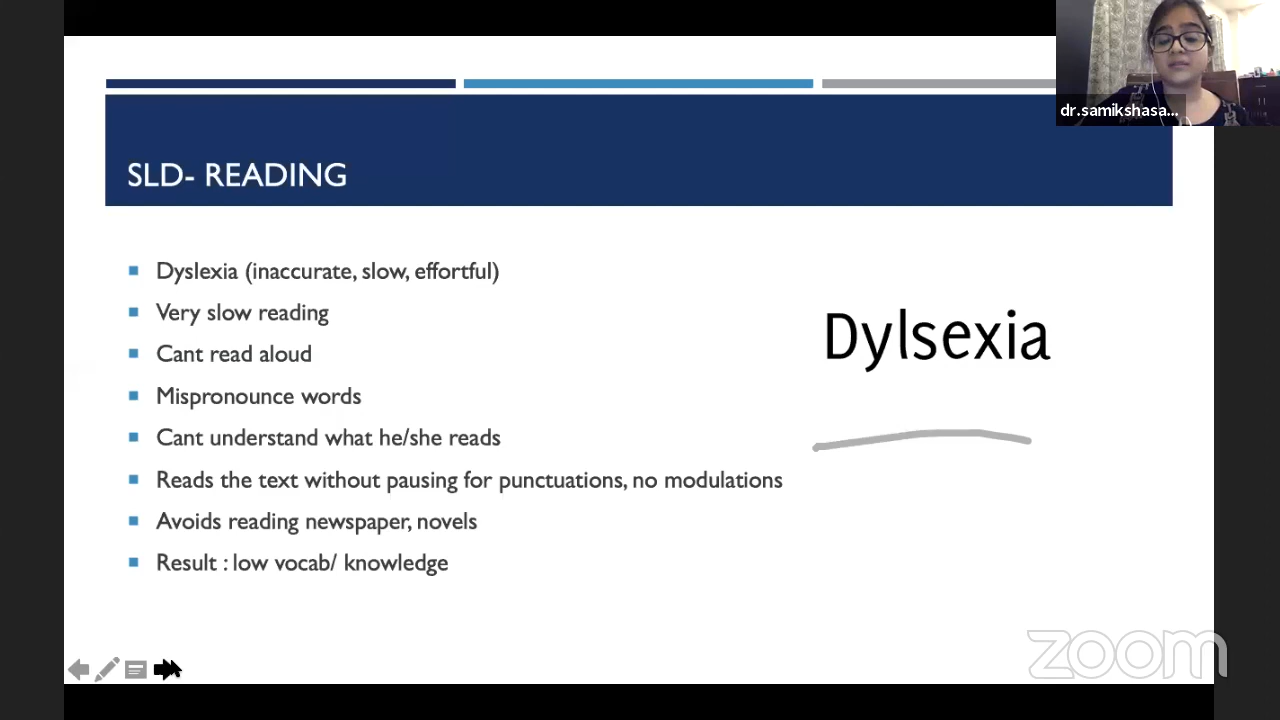 dr.samikshasa...
SLD- READING
Dyslexia (inaccurate, slow, effortful)
Very slow reading
Cant read aloud
Mispronounce words
Cant understand what he/she reads
Reads the text without pausing for punctuations, no modulations
Avoids reading newspaper, novels
Result : low vocab/ knowledge
Dylsexia
zoom